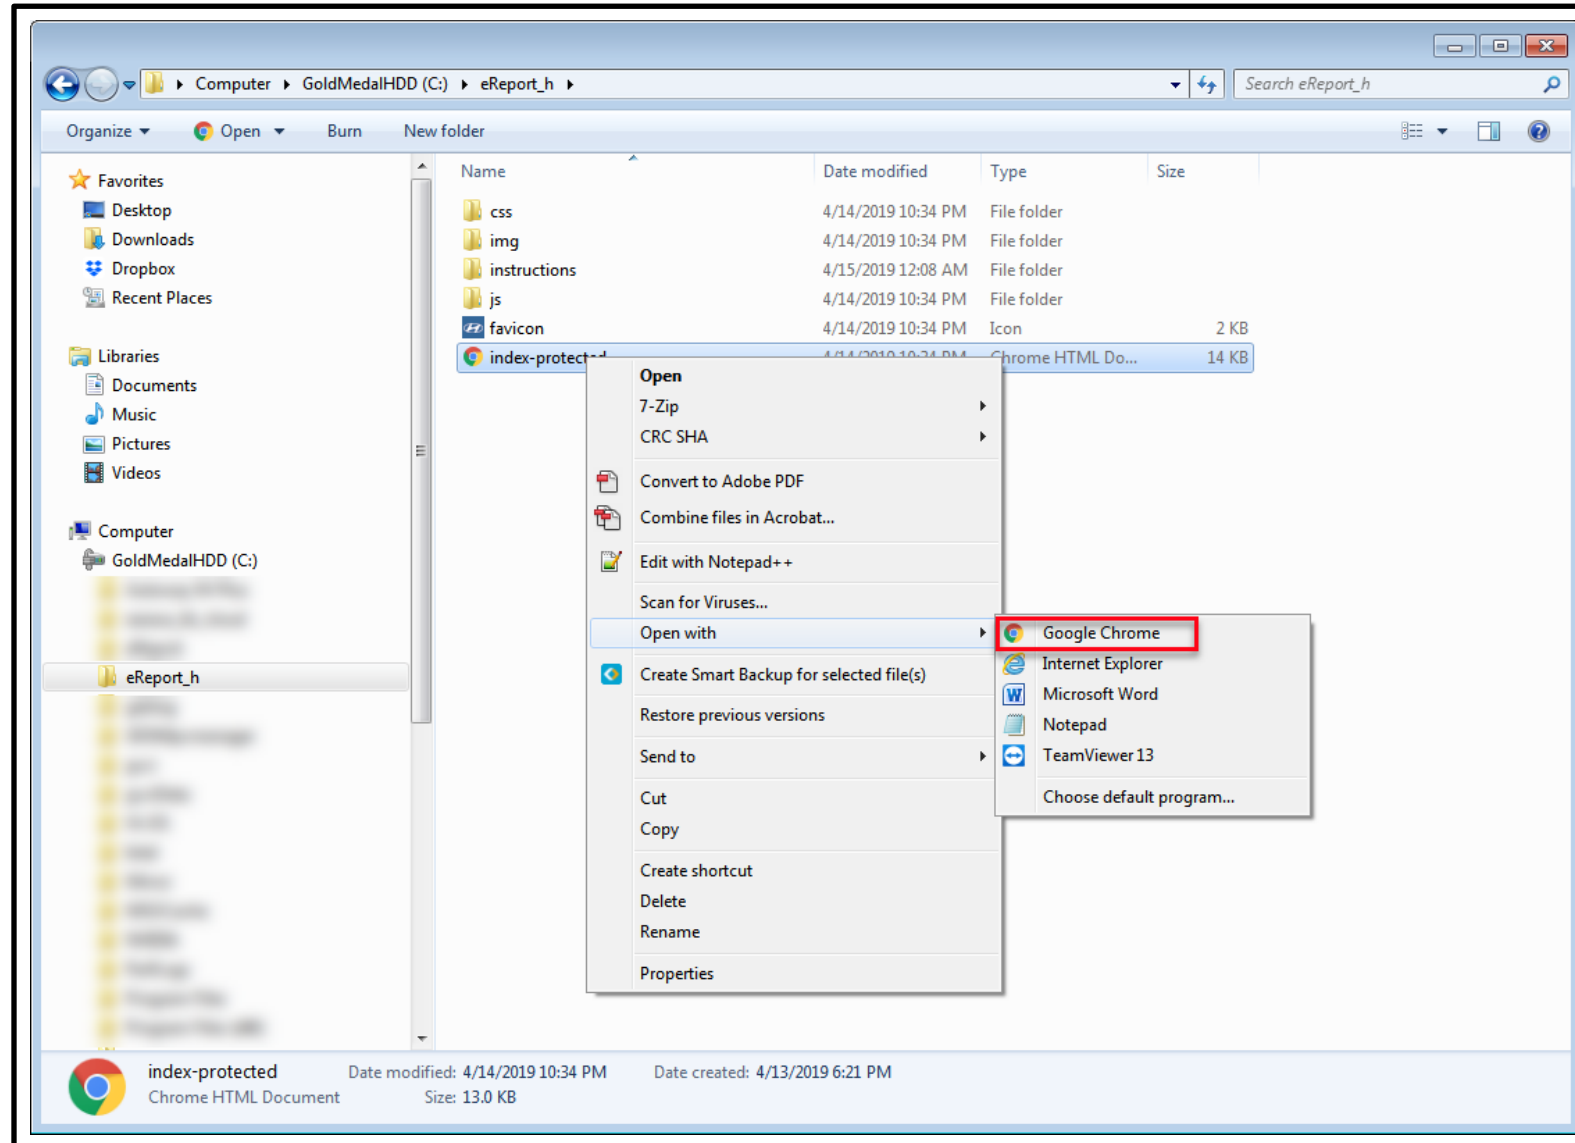 Computer GoldMedalHDD (C:) eReport_h
Search eReport_h
Organize Open Burn New folder
Name Date modified Type Size
Favorites
Desktop
Downloads
Dropbox
Recent Places
Libraries
Documents
Music
Pictures
Videos
Computer
GoldMedalHDD (C:)
eReport_h
css 4/14/2019 10:34 PM File folder
img 4/14/2019 10:34 PM File folder
instructions 4/15/2019 12:08 AM File folder
js 4/14/2019 10:34 PM File folder
favicon 4/14/2019 10:34 PM Icon 2 KB
index-protected 4/14/2019 10:34 PM Chrome HTML Do... 14 KB
Open
7-Zip
CRC SHA
Convert to Adobe PDF
Combine files in Acrobat...
Edit with Notepad++
Scan for Viruses...
Open with
Create Smart Backup for selected file(s)
Restore previous versions
Send to
Cut
Copy
Create shortcut
Delete
Rename
Properties
Google Chrome
Internet Explorer
Microsoft Word
Notepad
TeamViewer 13
Choose default program...
index-protected Date modified: 4/14/2019 10:34 PM Date created: 4/13/2019 6:21 PM
Chrome HTML Document Size: 13.0 KB